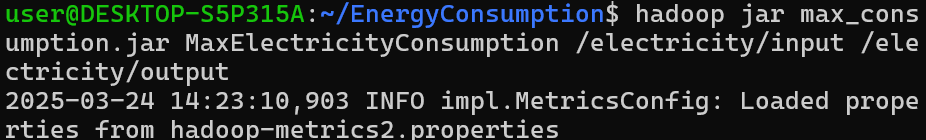 user@DESKTOP-S5P315A:~/EnergyConsumption$ hadoop jar max_cons
umption.jar MaxElectricityConsumption /electricity/input /ele
ctricity/output
2025-03-24 14:23:10,903 INFO impl.MetricsConfig: Loaded prope
rties from hadoop-metrics2.properties